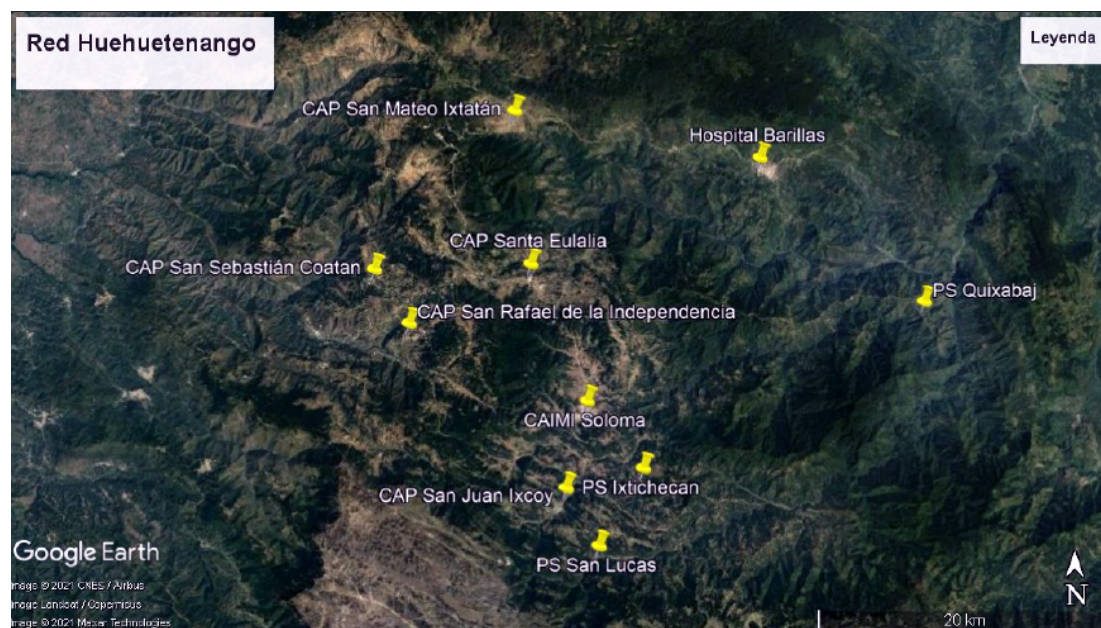 Red Huehuetenango
Leyenda
CAP San Mateo Ixtatán
Hospital Barillas
CAP Santa Eulalia
CAP San Sebastián Coatan
PS Quixabaj
CAP San Rafael de la Independencia
CAIMI Soloma
PS Ixtichecan
CAP San Juan Ixcoy
PS San Lucas
Google Earth
Image © 2021 CNES / Airbus
Image Landsat / Copernicus
Image © 2021 Maxar Technologies
N
20 km